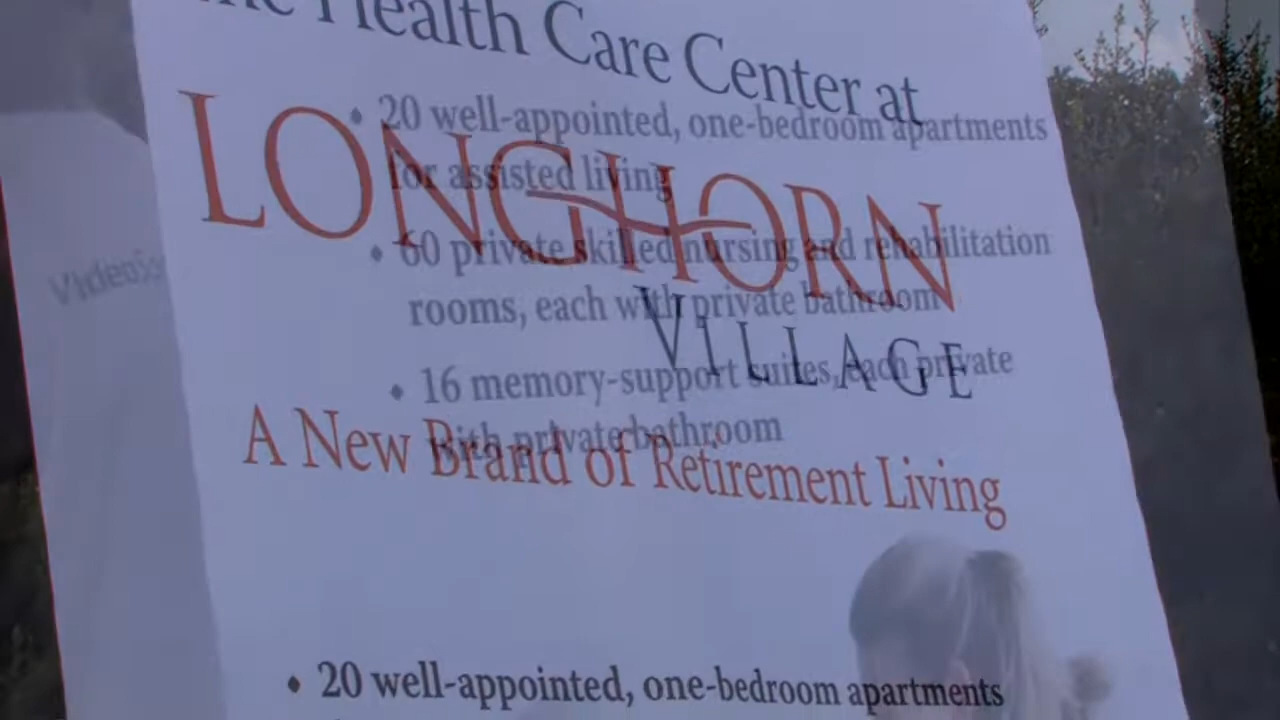 Health Care Center at
LONGHORN
VILLAGE
A New Brand of Retirement Living
• 20 well-appointed, one-bedroom apartments
• 20 well-appointed, one-bedroom apartments
for assisted living
• 60 private skilled nursing and rehabilitation
rooms, each with private bathroom
• 16 memory-support suites, each private
with private bathroom